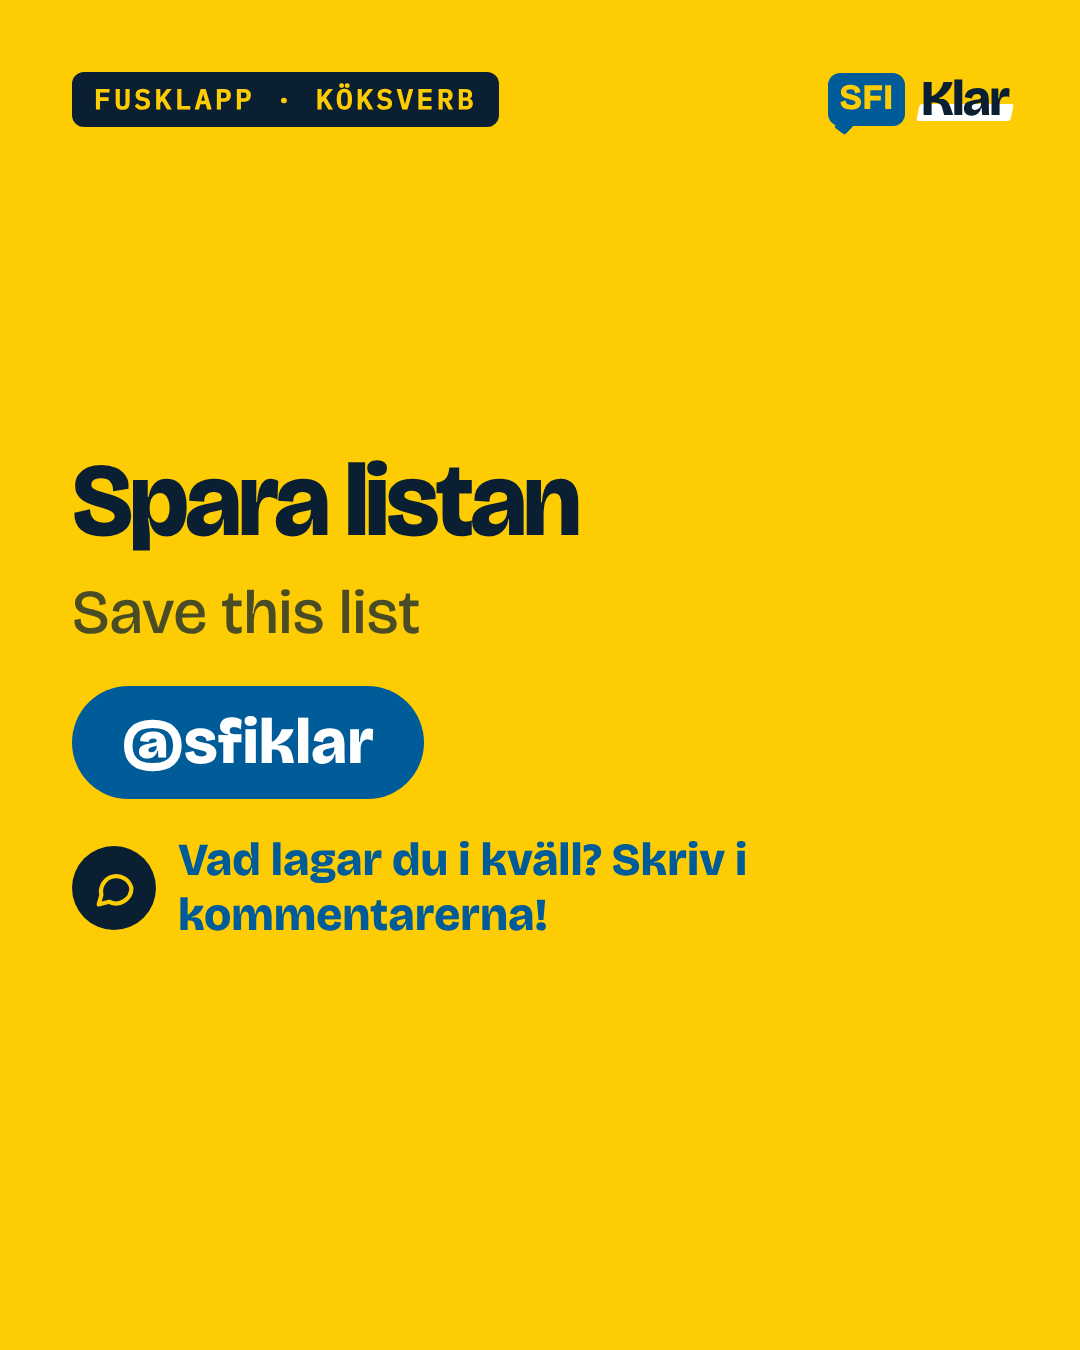 FUSKLAPP · KÖKSVERB
SFI Klar
Spara listan
Save this list
@sfiklar
Vad lagar du i kväll? Skriv i
kommentarerna!